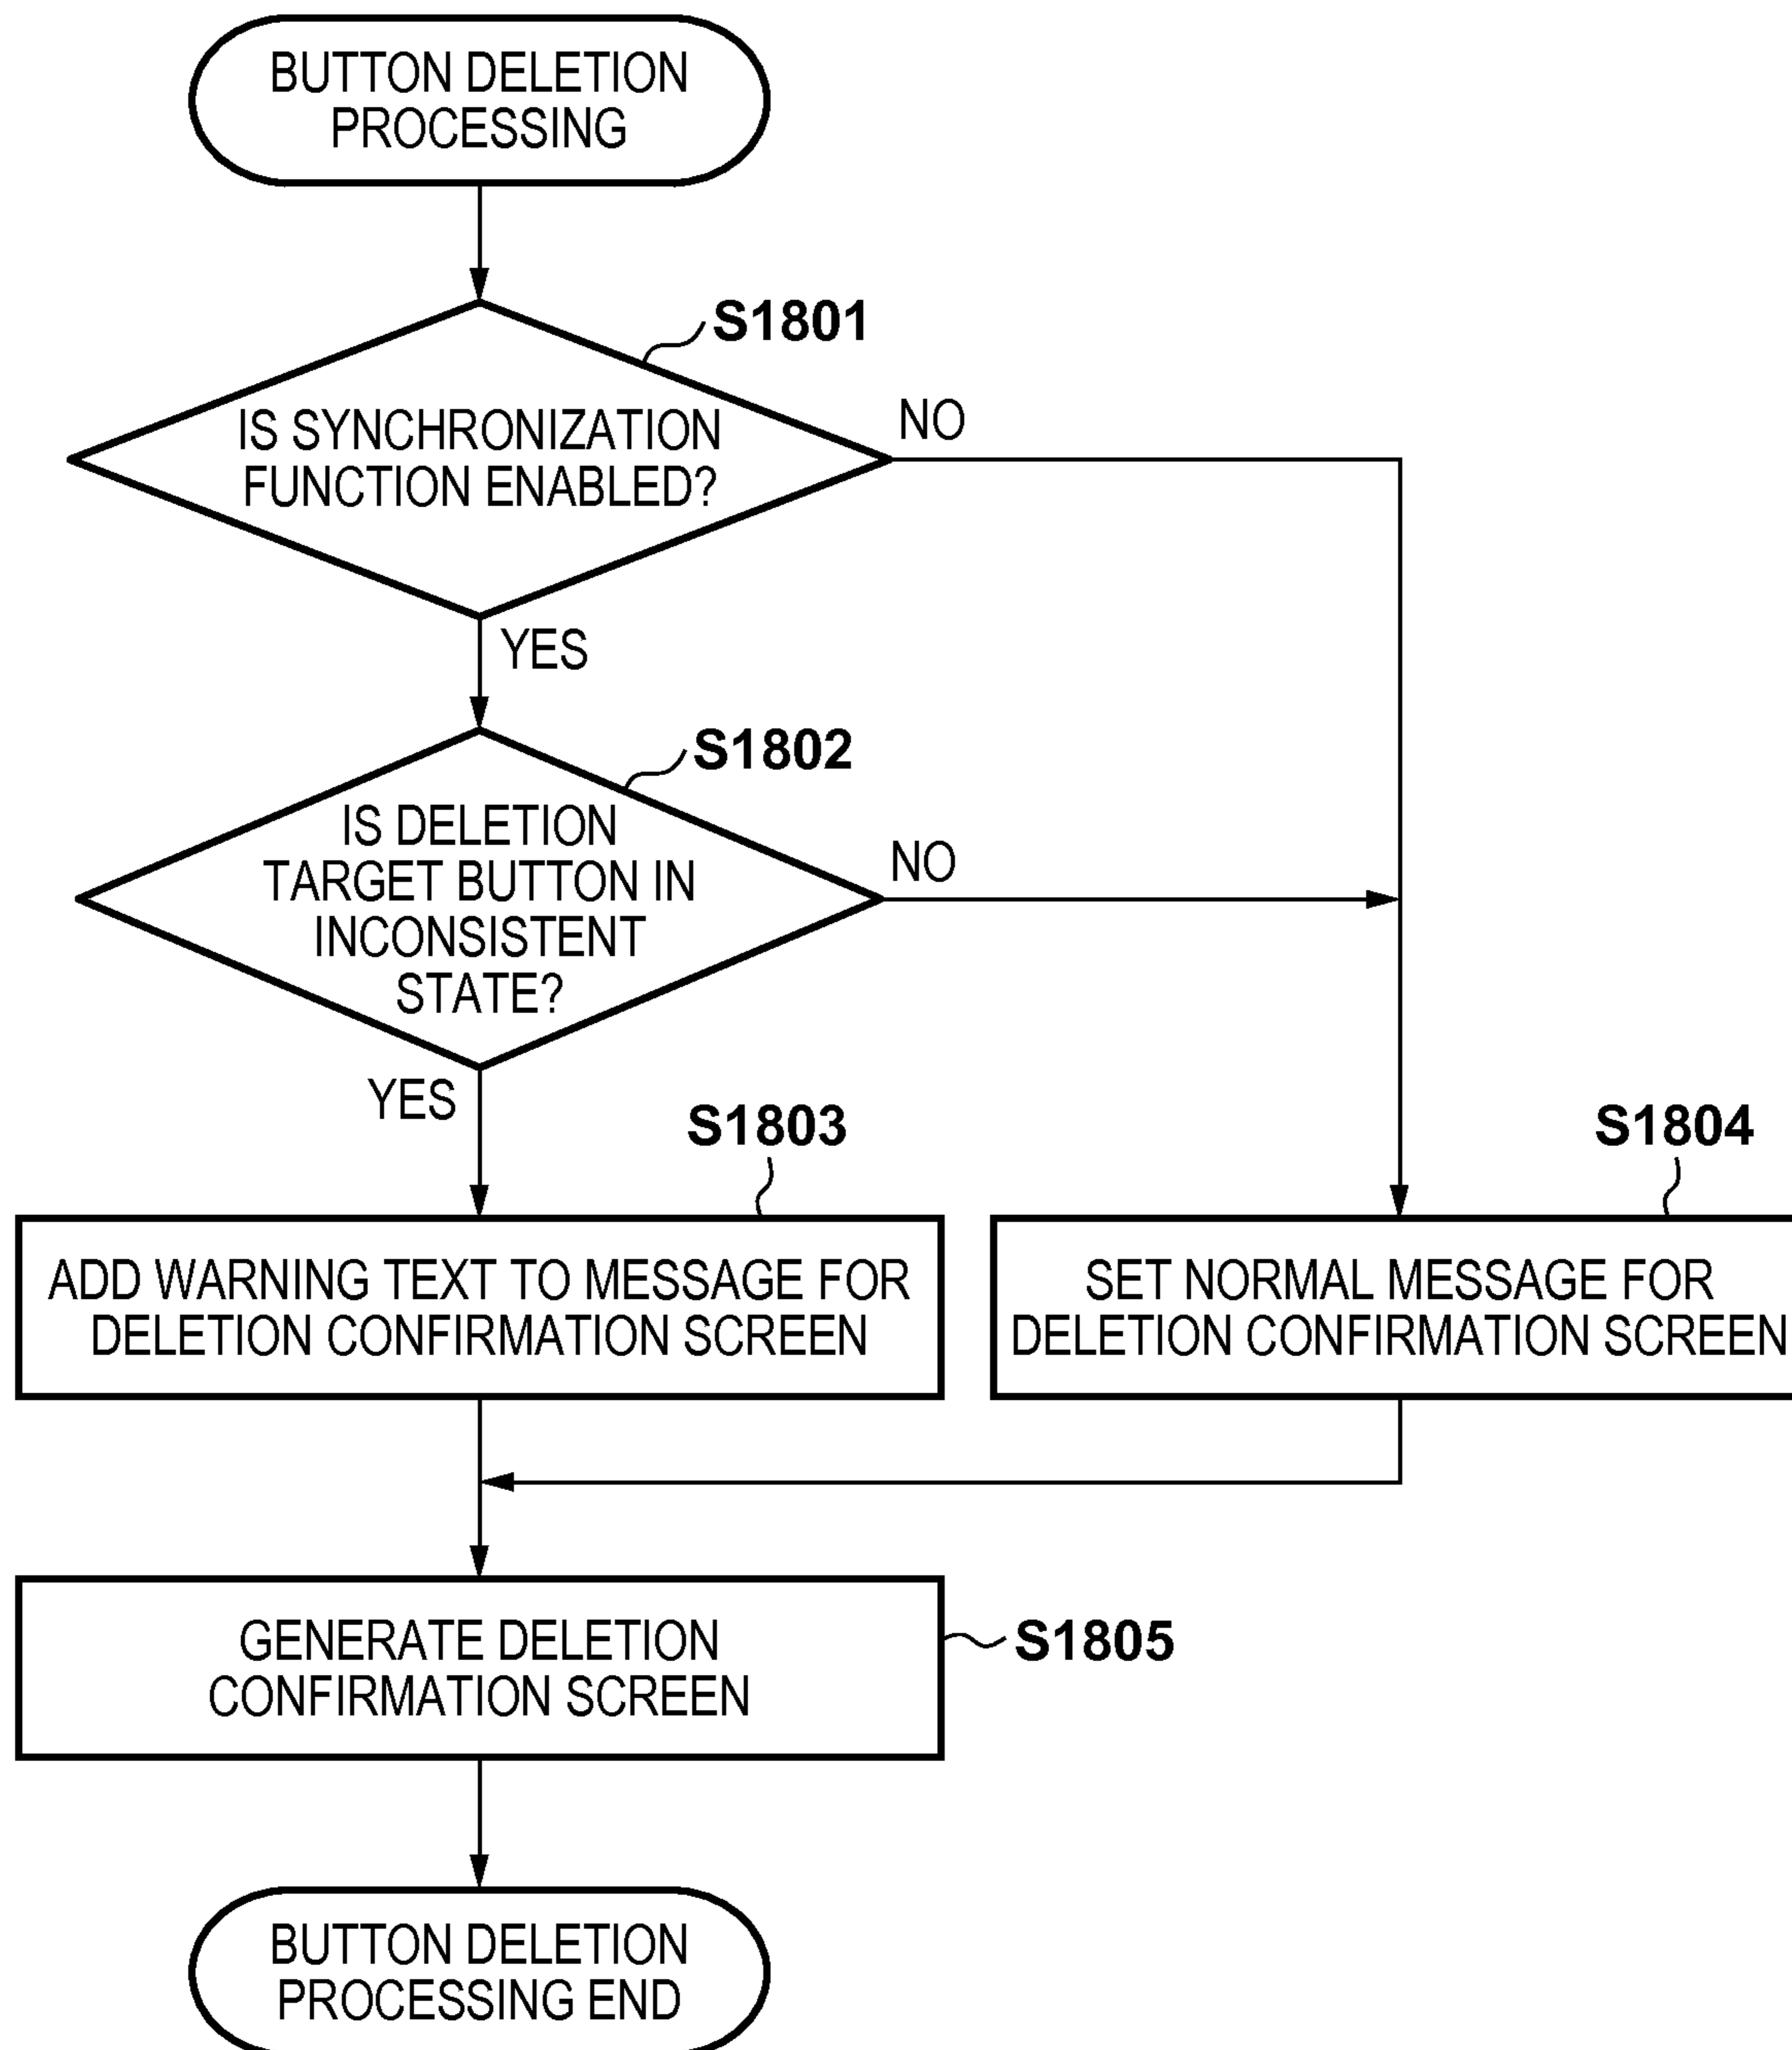 BUTTON DELETION
PROCESSING
S1801
IS SYNCHRONIZATION
FUNCTION ENABLED?
NO
YES
S1802
IS DELETION
TARGET BUTTON IN
INCONSISTENT
STATE?
NO
YES
S1803
ADD WARNING TEXT TO MESSAGE FOR
DELETION CONFIRMATION SCREEN
S1804
SET NORMAL MESSAGE FOR
DELETION CONFIRMATION SCREEN
GENERATE DELETION
CONFIRMATION SCREEN
S1805
BUTTON DELETION
PROCESSING END